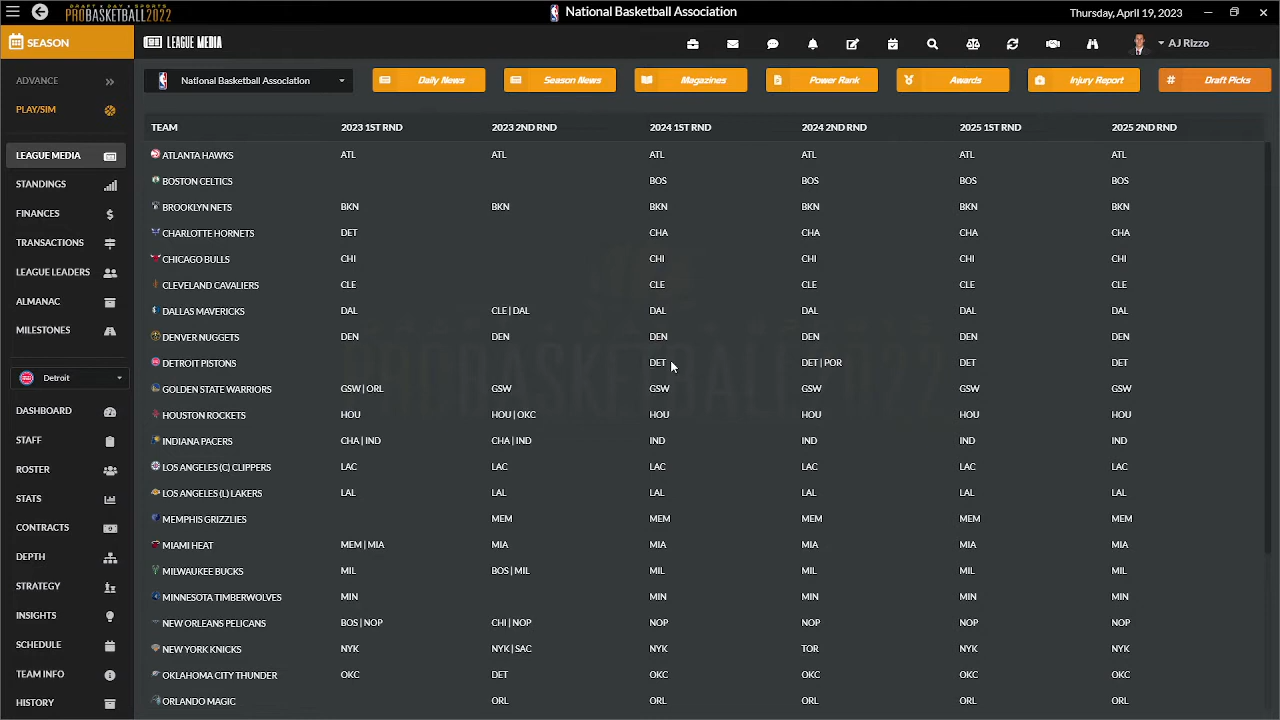 DRAFT • DAY • SPORTS
PROBASKETBALL2022
National Basketball Association
Thursday, April 19, 2023
SEASON
LEAGUE MEDIA
AJ Rizzo
ADVANCE
National Basketball Association
Daily News
Season News
Magazines
Power Rank
Awards
Injury Report
Draft Picks
PLAY/SIM
TEAM 2023 1ST RND 2023 2ND RND 2024 1ST RND 2024 2ND RND 2025 1ST RND 2025 2ND RND
LEAGUE MEDIA
STANDINGS
FINANCES
TRANSACTIONS
LEAGUE LEADERS
ALMANAC
MILESTONES
Detroit
DASHBOARD
STAFF
ROSTER
STATS
CONTRACTS
DEPTH
STRATEGY
INSIGHTS
SCHEDULE
TEAM INFO
HISTORY
ATLANTA HAWKS ATL ATL ATL ATL ATL ATL
BOSTON CELTICS BOS BOS BOS BOS
BROOKLYN NETS BKN BKN BKN BKN BKN BKN
CHARLOTTE HORNETS DET CHA CHA CHA CHA
CHICAGO BULLS CHI CHI CHI CHI CHI
CLEVELAND CAVALIERS CLE CLE CLE CLE CLE
DALLAS MAVERICKS DAL CLE | DAL DAL DAL DAL DAL
DENVER NUGGETS DEN DEN DEN DEN DEN DEN
DETROIT PISTONS DET DET | POR DET DET
GOLDEN STATE WARRIORS GSW | ORL GSW GSW GSW GSW GSW
HOUSTON ROCKETS HOU HOU | OKC HOU HOU HOU HOU
INDIANA PACERS CHA | IND CHA | IND IND IND IND IND
LOS ANGELES (C) CLIPPERS LAC LAC LAC LAC LAC LAC
LOS ANGELES (L) LAKERS LAL LAL LAL LAL LAL LAL
MEMPHIS GRIZZLIES MEM MEM MEM MEM MEM
MIAMI HEAT MEM | MIA MIA MIA MIA MIA MIA
MILWAUKEE BUCKS MIL BOS | MIL MIL MIL MIL MIL
MINNESOTA TIMBERWOLVES MIN MIN MIN MIN MIN
NEW ORLEANS PELICANS BOS | NOP CHI | NOP NOP NOP NOP NOP
NEW YORK KNICKS NYK NYK | SAC NYK TOR NYK NYK
OKLAHOMA CITY THUNDER OKC DET OKC OKC OKC OKC
ORLANDO MAGIC ORL ORL ORL ORL ORL